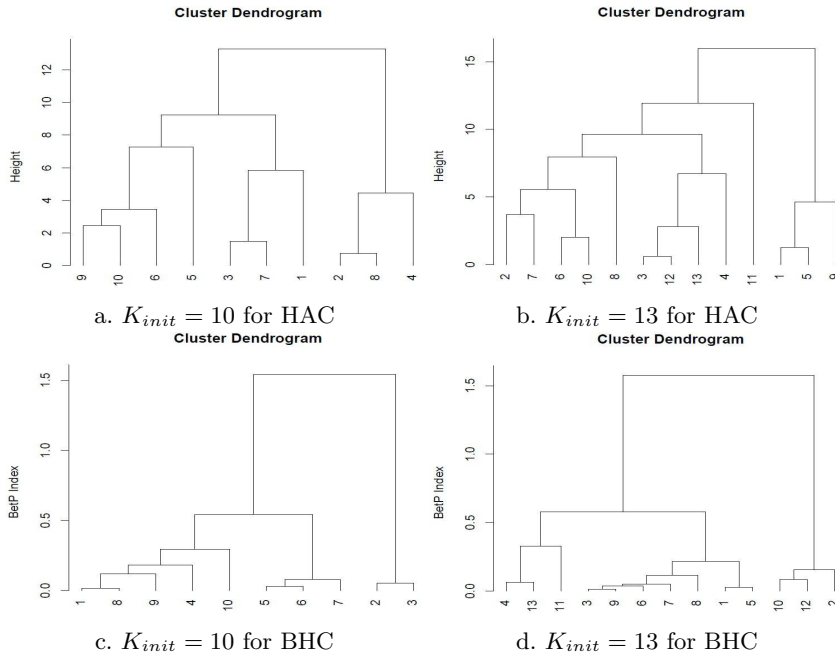 Cluster Dendrogram
Height
0 2 4 6 8 10 12
9 10 6 5 3 7 1 2 8 4
a. K_init = 10 for HAC
Cluster Dendrogram
Height
0 5 10 15
2 7 6 10 8 3 12 13 4 11 1 5 9
b. K_init = 13 for HAC
Cluster Dendrogram
BetP Index
0.0 0.5 1.0 1.5
1 8 9 4 10 5 6 7 2 3
c. K_init = 10 for BHC
Cluster Dendrogram
BetP Index
0.0 0.5 1.0 1.5
4 13 11 3 9 6 7 8 1 5 10 12 2
d. K_init = 13 for BHC